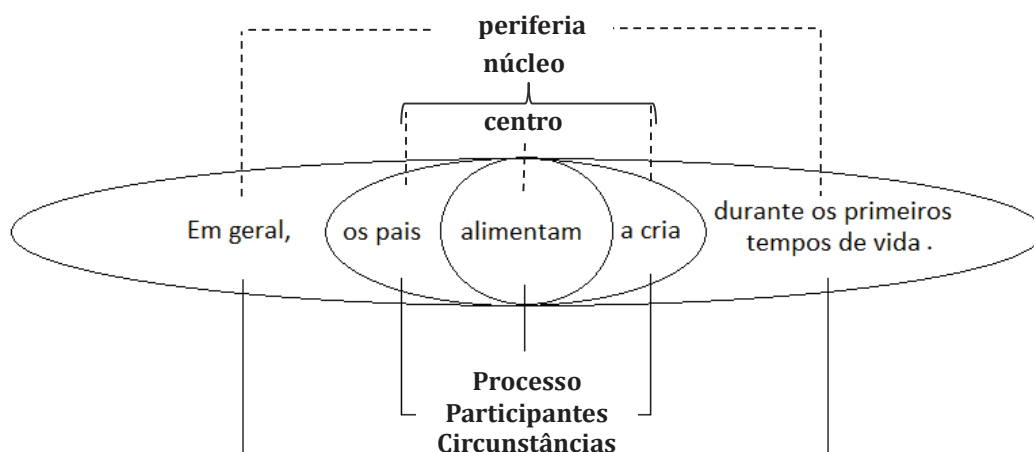 periferia
núcleo
centro
Em geral, os pais alimentam a cria durante os primeiros
tempos de vida.
Processo
Participantes
Circunstâncias